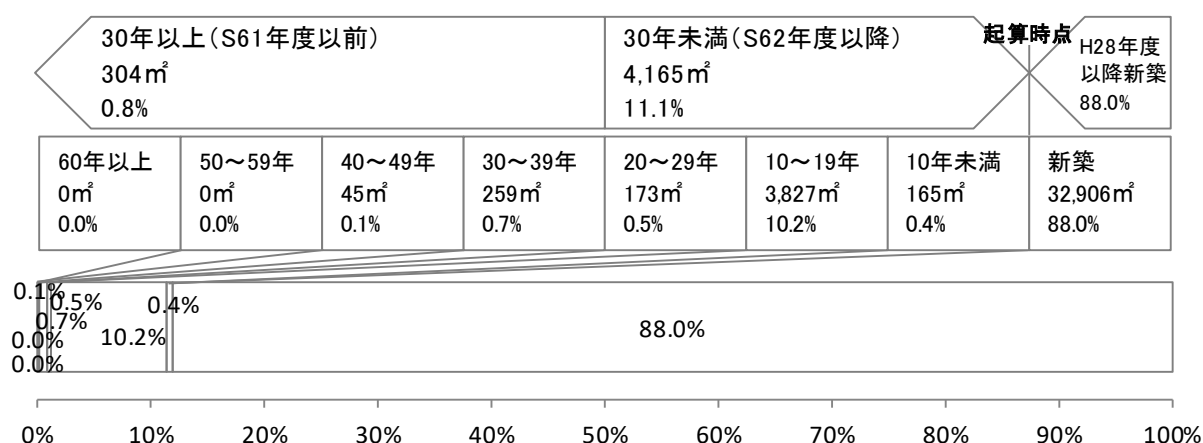 30年以上(S61年度以前)
304㎡
0.8%
30年未満(S62年度以降)
4,165㎡
11.1%
起算時点
H28年度
以降新築
88.0%
60年以上
0㎡
0.0%
50～59年
0㎡
0.0%
40～49年
45㎡
0.1%
30～39年
259㎡
0.7%
20～29年
173㎡
0.5%
10～19年
3,827㎡
10.2%
10年未満
165㎡
0.4%
新築
32,906㎡
88.0%
0.1%
0.5%
0.4%
0.7%
0.0%
10.2%
88.0%
0.0%
0% 10% 20% 30% 40% 50% 60% 70% 80% 90% 100%